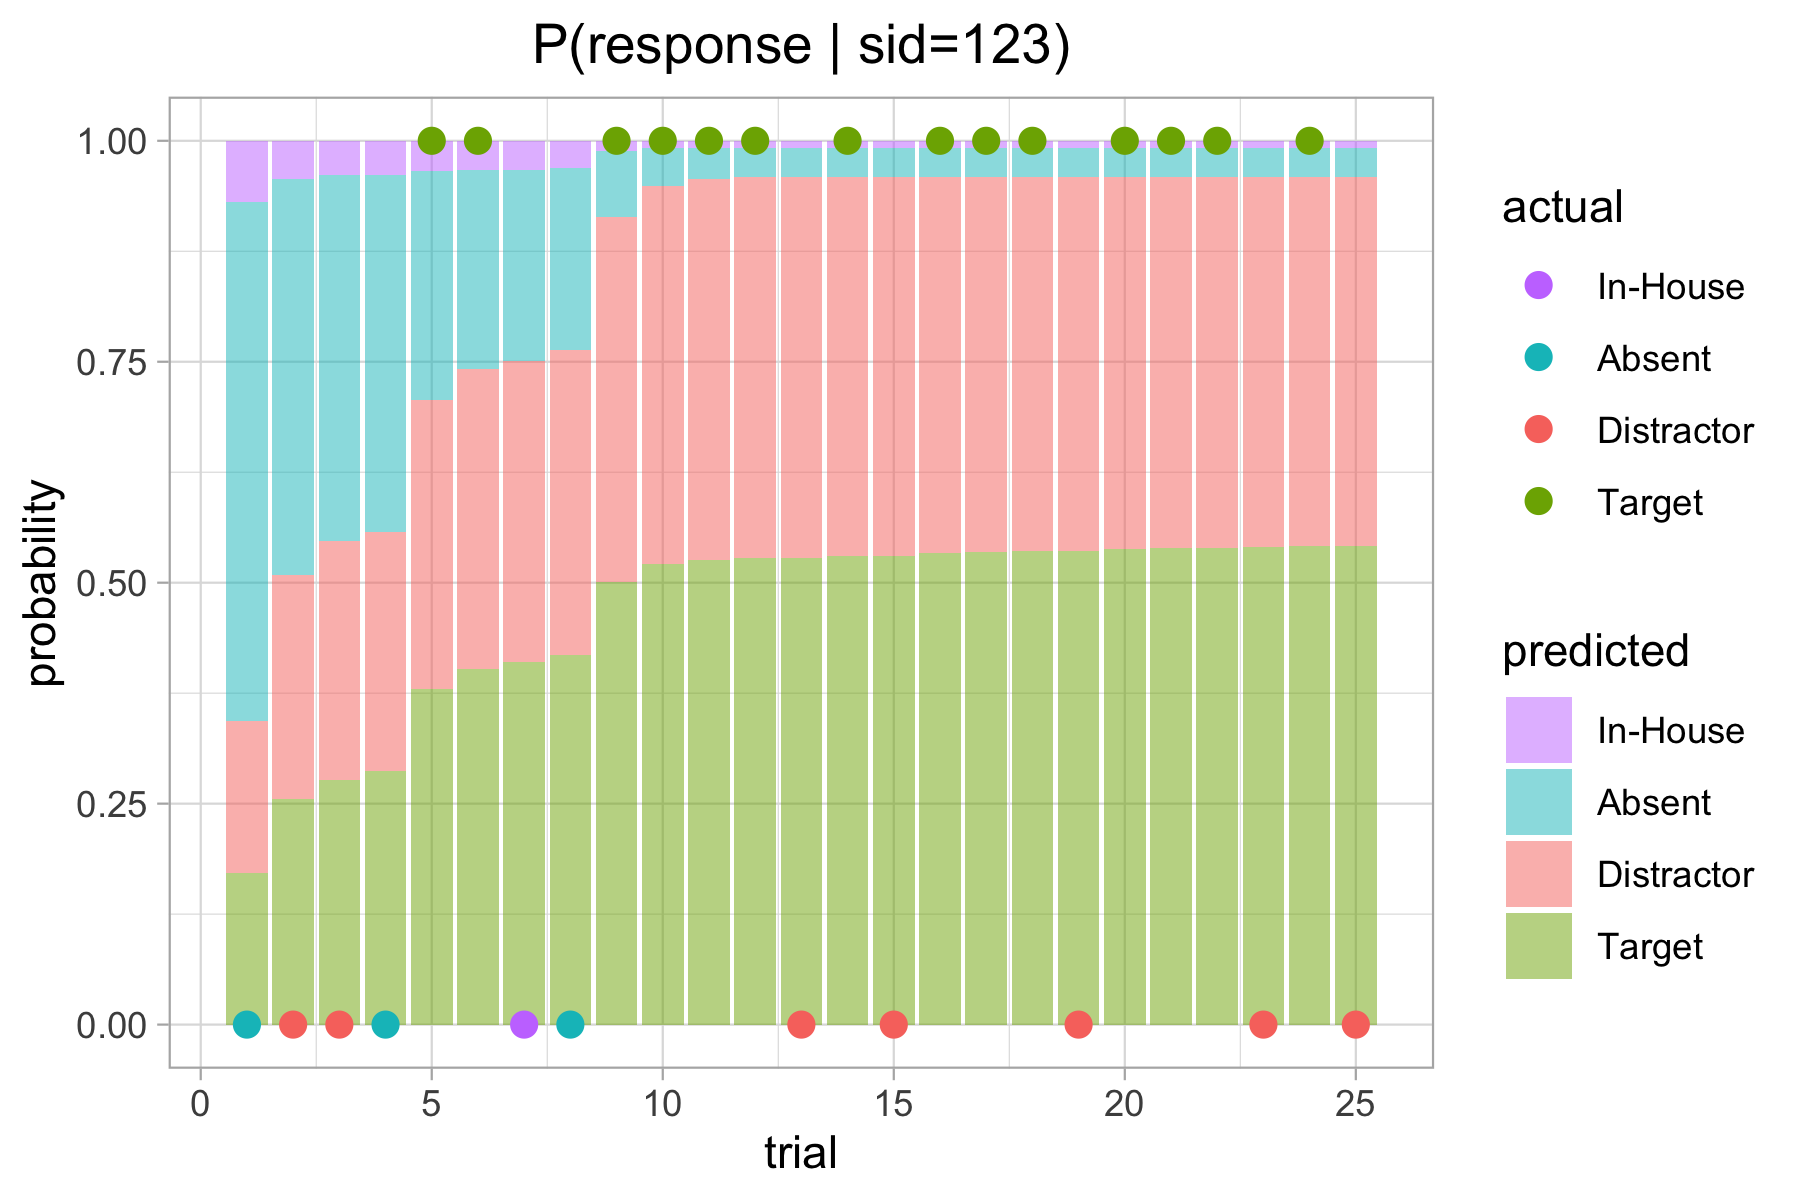 P(response | sid=123)
1.00
0.75
0.50
0.25
0.00
probability
0 5 10 15 20 25
trial
actual
In-House
Absent
Distractor
Target
predicted
In-House
Absent
Distractor
Target